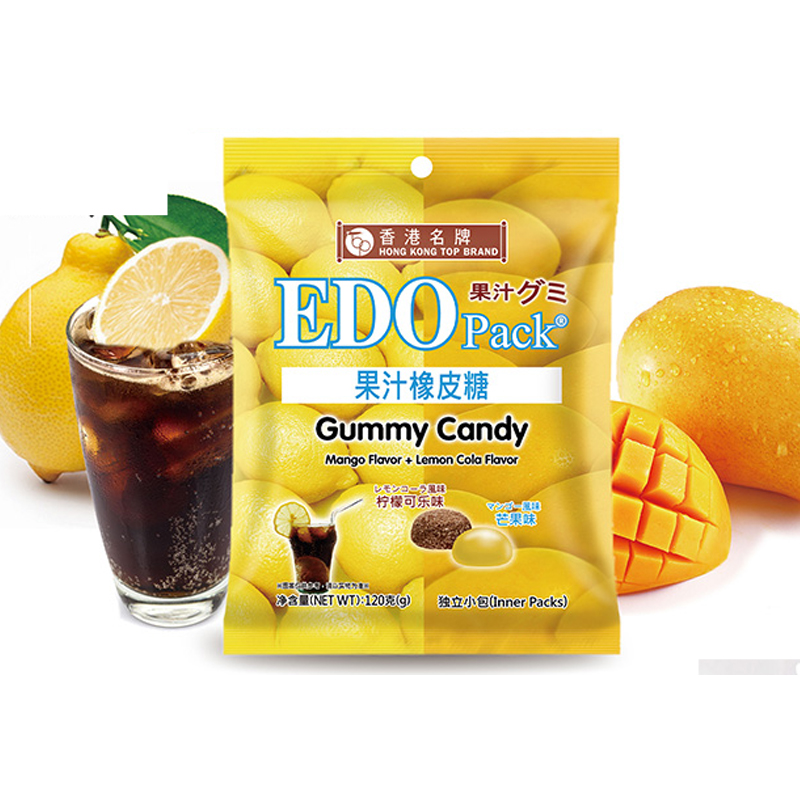 香港名牌
HONG KONG TOP BRAND
EDO Pack®
果汁グミ
果汁橡皮糖
Gummy Candy
Mango Flavor + Lemon Cola Flavor
レモンコーラ風味
柠檬可乐味
マンゴー風味
芒果味
净含量(NET WT):120克(g)
独立小包(Inner Packs)